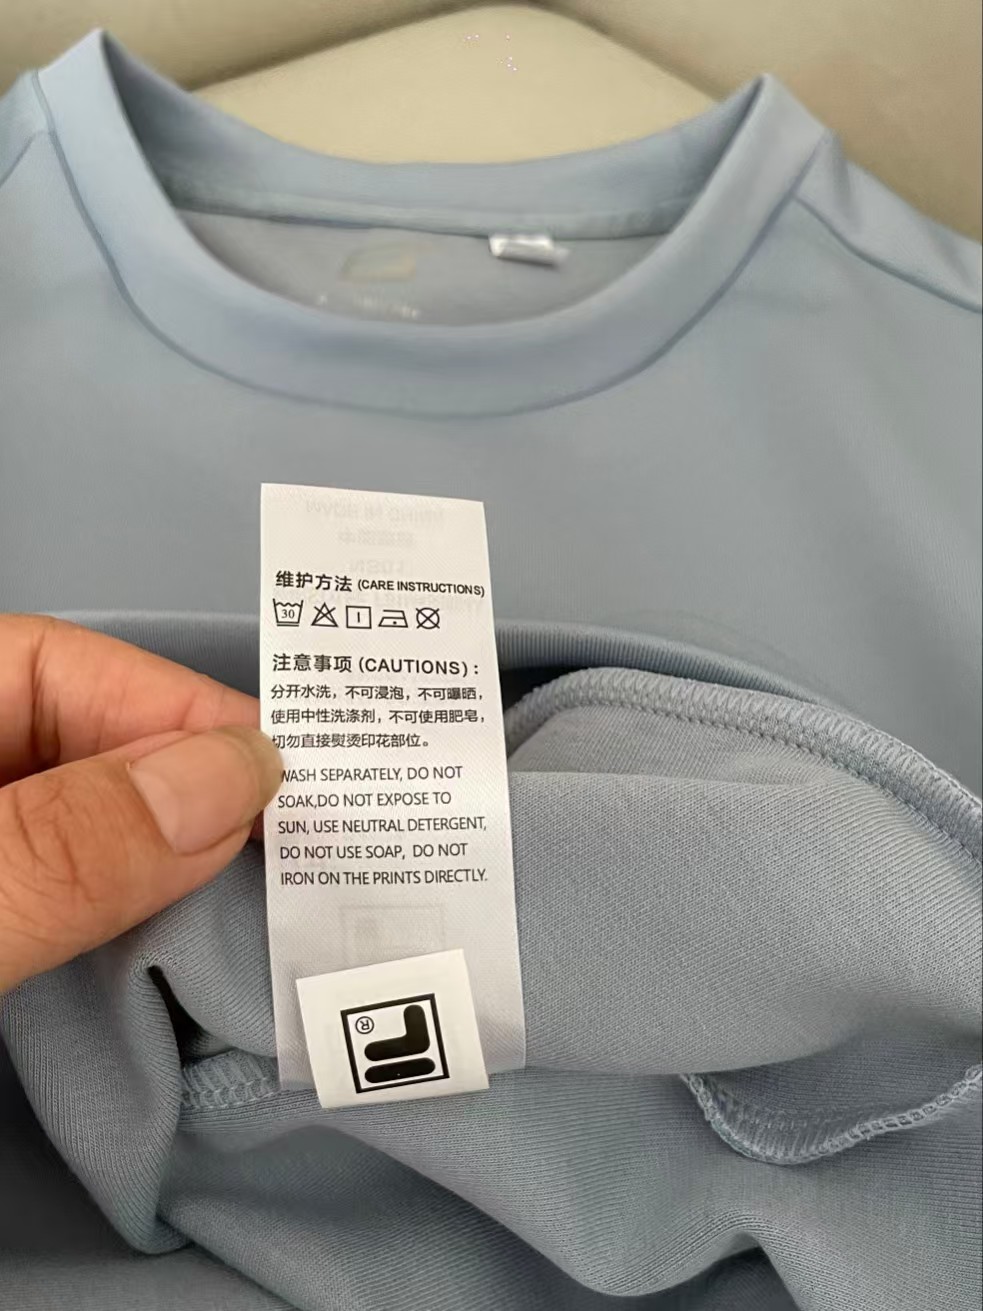 维护方法 (CARE INSTRUCTIONS)
30
注意事项 (CAUTIONS) :
分开水洗，不可浸泡，不可曝晒，
使用中性洗涤剂，不可使用肥皂，
切勿直接熨烫印花部位。
WASH SEPARATELY, DO NOT
SOAK,DO NOT EXPOSE TO
SUN, USE NEUTRAL DETERGENT,
DO NOT USE SOAP, DO NOT
IRON ON THE PRINTS DIRECTLY.
®